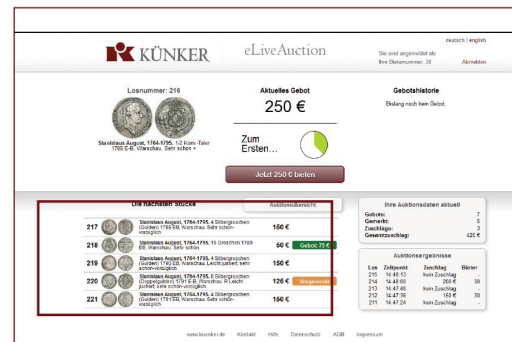 deutsch | english
KÜNKER
eLiveAuction
Sie sind angemeldet als
Ihre Bieternummer: 39 Abmelden
Losnummer: 216
Stanislaus August, 1764-1795. 1/2 Konv.-Taler
1788 E-B, Warschau. Sehr schön +
Aktuelles Gebot
250 €
Zum
Ersten...
Jetzt 250 € bieten
Gebotshistorie
Bislang noch kein Gebot.
Die nächsten Stücke
Auktionsübersicht
217 Stanislaus August, 1764-1795. 4 Silbergroschen
(Gulden) 1788 EB, Warschau. Sehr schön-
vorzüglich
150 €
218 Stanislaus August, 1764-1795. 10 Groschen 1789
EB, Warschau. Sehr schön
50 € Gebot 75 €
219 Stanislaus August, 1764-1795. 4 Silbergroschen
(Gulden) 1790 EB, Warschau. Leicht justiert, sehr
schön-vorzüglich
150 €
220 Stanislaus August, 1764-1795. 8 Silbergroschen
(Doppelgulden) 1791 E-B, Warschau. R Leicht
justiert, sehr schön-vorzüglich
125 € Vorgemerkt
221 Stanislaus August, 1764-1795. 4 Silbergroschen
(Gulden) 1791 EB, Warschau. Sehr schön-
vorzüglich
150 €
Ihre Auktionsdaten aktuell
Gebote: 7
Gemerkt: 5
Zuschläge: 3
Gesamtzuschlag: 425 €
Auktionsergebnisse
Los Zeitpunkt Zuschlag Bieter
215 14:48:13 kein Zuschlag -
214 14:48:03 200 € 39
213 14:47:48 kein Zuschlag -
212 14:47:36 150 € 39
211 14:47:24 kein Zuschlag -
www.kuenker.de Kontakt Hilfe Datenschutz AGB Impressum